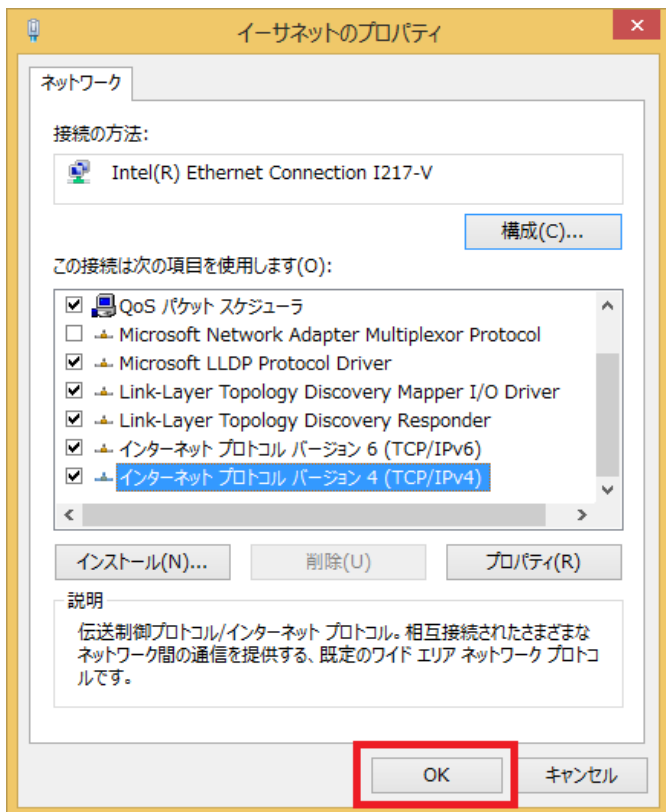 イーサネットのプロパティ
ネットワーク
接続の方法:
Intel(R) Ethernet Connection I217-V
構成(C)...
この接続は次の項目を使用します(O):
QoS パケット スケジューラ
Microsoft Network Adapter Multiplexor Protocol
Microsoft LLDP Protocol Driver
Link-Layer Topology Discovery Mapper I/O Driver
Link-Layer Topology Discovery Responder
インターネット プロトコル バージョン 6 (TCP/IPv6)
インターネット プロトコル バージョン 4 (TCP/IPv4)
インストール(N)...
削除(U)
プロパティ(R)
説明
伝送制御プロトコル/インターネット プロトコル。相互接続されたさまざまな
ネットワーク間の通信を提供する、既定のワイド エリア ネットワーク プロトコ
ルです。
OK
キャンセル